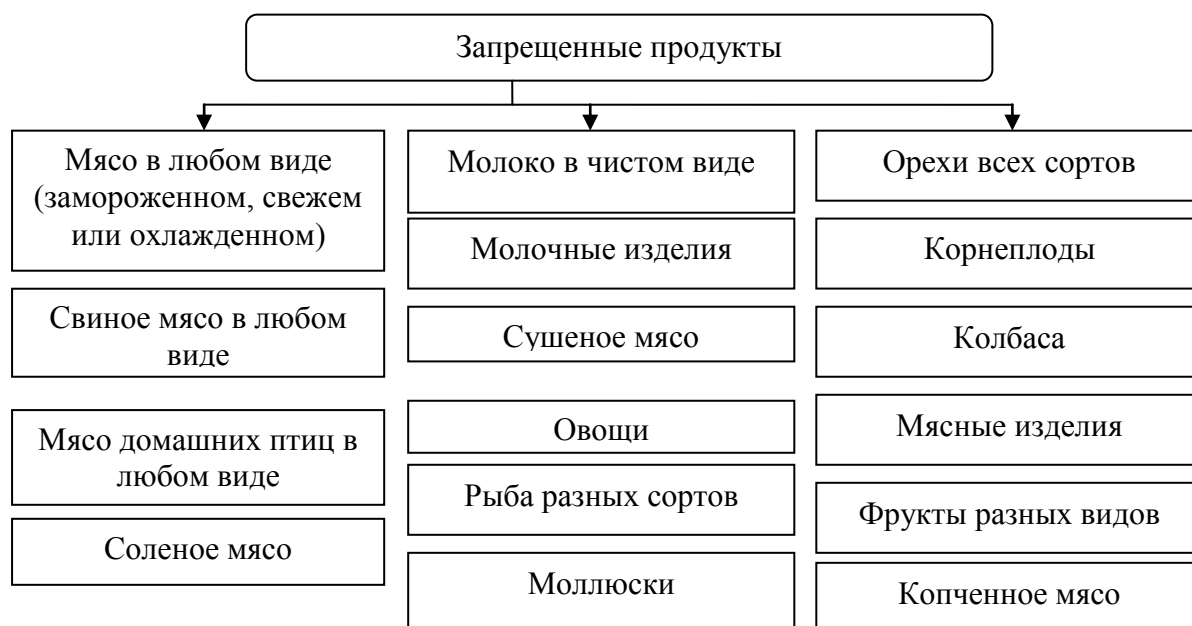 Запрещенные продукты
Мясо в любом виде
(замороженном, свежем
или охлажденном)
Свиное мясо в любом
виде
Мясо домашних птиц в
любом виде
Соленое мясо
Молоко в чистом виде
Молочные изделия
Сушеное мясо
Овощи
Рыба разных сортов
Моллюски
Орехи всех сортов
Корнеплоды
Колбаса
Мясные изделия
Фрукты разных видов
Копченное мясо